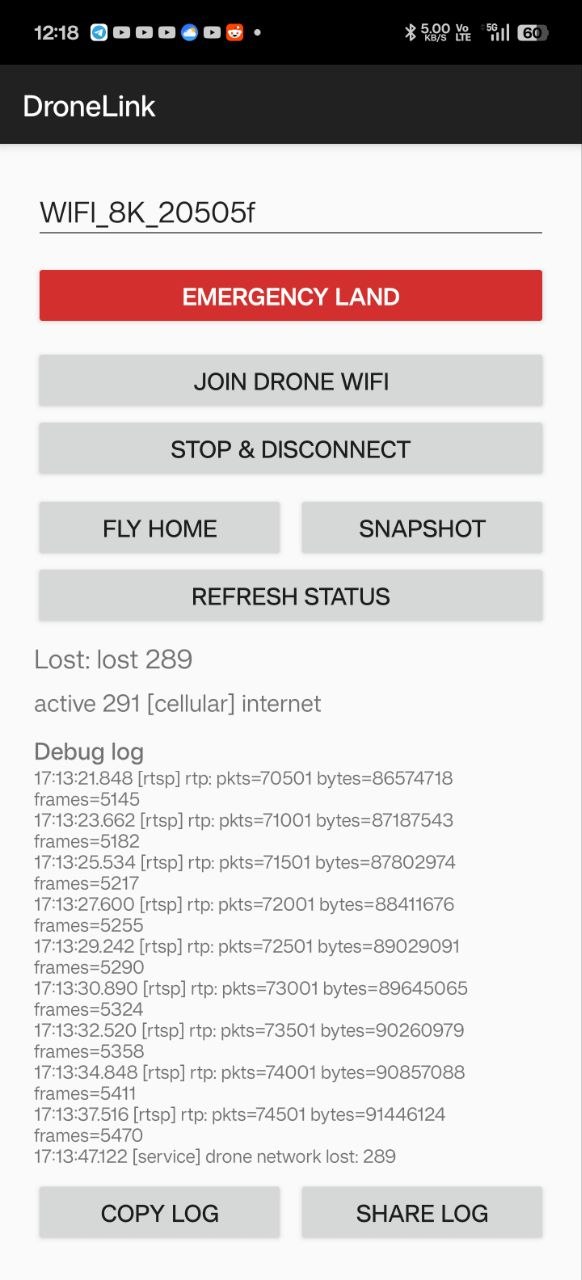 12:18
5.00 KB/S Vo LTE 5G 60
DroneLink
WIFI_8K_20505f
EMERGENCY LAND
JOIN DRONE WIFI
STOP & DISCONNECT
FLY HOME
SNAPSHOT
REFRESH STATUS
Lost: lost 289
active 291 [cellular] internet
Debug log
17:13:21.848 [rtsp] rtp: pkts=70501 bytes=86574718
frames=5145
17:13:23.662 [rtsp] rtp: pkts=71001 bytes=87187543
frames=5182
17:13:25.534 [rtsp] rtp: pkts=71501 bytes=87802974
frames=5217
17:13:27.600 [rtsp] rtp: pkts=72001 bytes=88411676
frames=5255
17:13:29.242 [rtsp] rtp: pkts=72501 bytes=89029091
frames=5290
17:13:30.890 [rtsp] rtp: pkts=73001 bytes=89645065
frames=5324
17:13:32.520 [rtsp] rtp: pkts=73501 bytes=90260979
frames=5358
17:13:34.848 [rtsp] rtp: pkts=74001 bytes=90857088
frames=5411
17:13:37.516 [rtsp] rtp: pkts=74501 bytes=91446124
frames=5470
17:13:47.122 [service] drone network lost: 289
COPY LOG
SHARE LOG